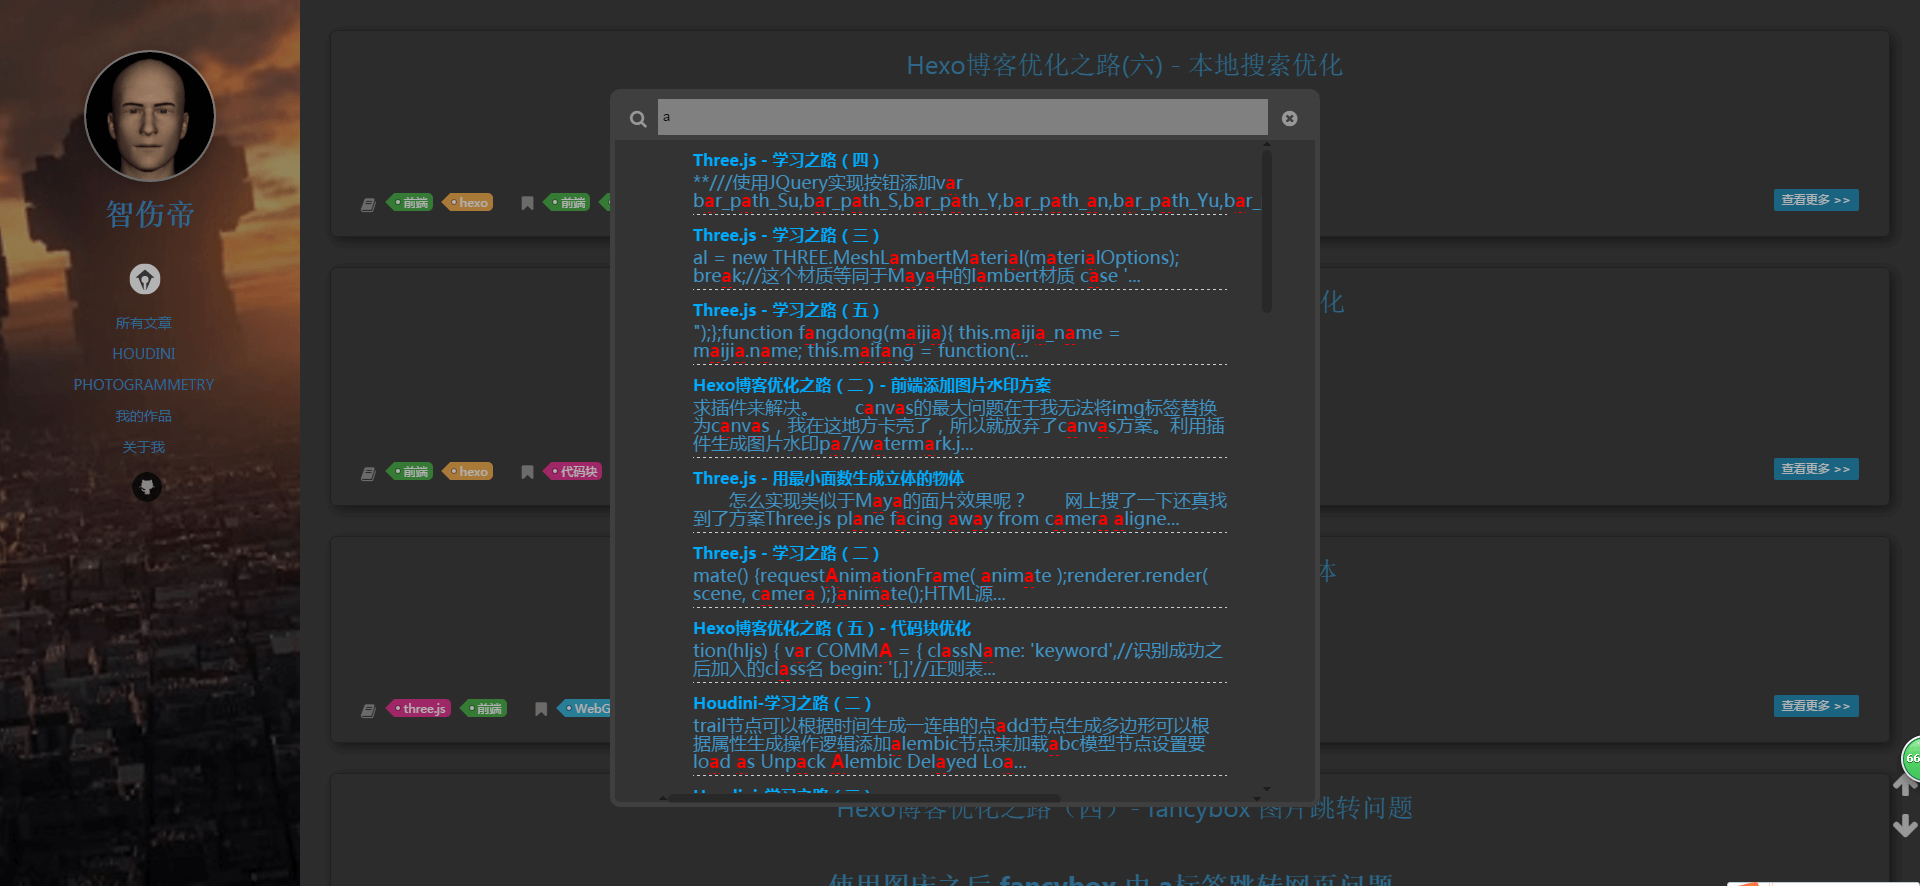 智伤帝
所有文章
HOUDINI
PHOTOGRAMMETRY
我的作品
关于我
Hexo博客优化之路(六) - 本地搜索优化
前端
hexo
前端
查看更多 >>
化
前端
hexo
代码块
查看更多 >>
体
three.js
前端
WebG
查看更多 >>
Hexo博客优化之路（四）- fancybox 图片跳转问题
使用图床之后 fancybox 中 a标签跳转网页问题
a
Three.js - 学习之路（四）
**///使用JQuery实现按钮添加var
bar_path_Su,bar_path_S,bar_path_Y,bar_path_an,bar_path_Yu,bar_
Three.js - 学习之路（三）
al = new THREE.MeshLambertMaterial(materialOptions);
break;//这个材质等同于Maya中的lambert材质 case '...
Three.js - 学习之路（五）
");};function fangdong(maijia){ this.maijia_name =
maijia.name; this.maifang = function(...
Hexo博客优化之路（二）- 前端添加图片水印方案
求插件来解决。 canvas的最大问题在于我无法将img标签替换
为canvas，我在这地方卡壳了，所以就放弃了canvas方案。利用插
件生成图片水印pa7/watermark.j...
Three.js - 用最小面数生成立体的物体
怎么实现类似于Maya的面片效果呢？ 网上搜了一下还真找
到了方案Three.js plane facing away from camera aligne...
Three.js - 学习之路（二）
mate() {requestAnimationFrame( animate );renderer.render(
scene, camera );}animate();HTML源...
Hexo博客优化之路（五）- 代码块优化
tion(hljs) { var COMMA = { className: 'keyword',//识别成功之
后加入的class名 begin: '[,]'//正则表...
Houdini-学习之路（二）
trail节点可以根据时间生成一连串的点add节点生成多边形可以根
据属性生成操作逻辑添加alembic节点来加载abc模型节点设置要
load as Unpack Alembic Delayed Loa...
66